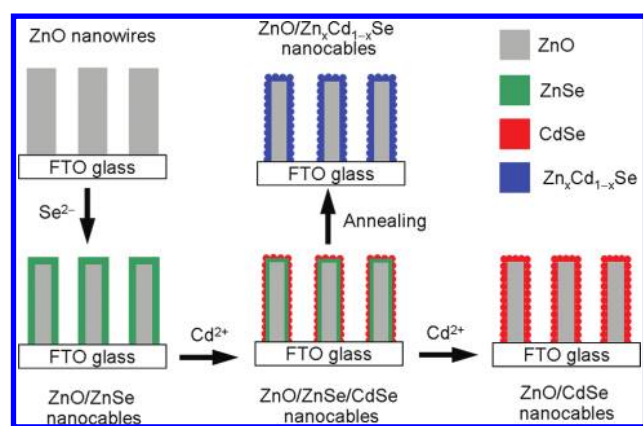 ZnO nanowires
FTO glass
Se²⁻
FTO glass
ZnO/ZnSe
nanocables
Cd²⁺
ZnO/ZnₓCd₁₋ₓSe
nanocables
FTO glass
Annealing
FTO glass
ZnO/ZnSe/CdSe
nanocables
Cd²⁺
FTO glass
ZnO/CdSe
nanocables
ZnO
ZnSe
CdSe
ZnₓCd₁₋ₓSe